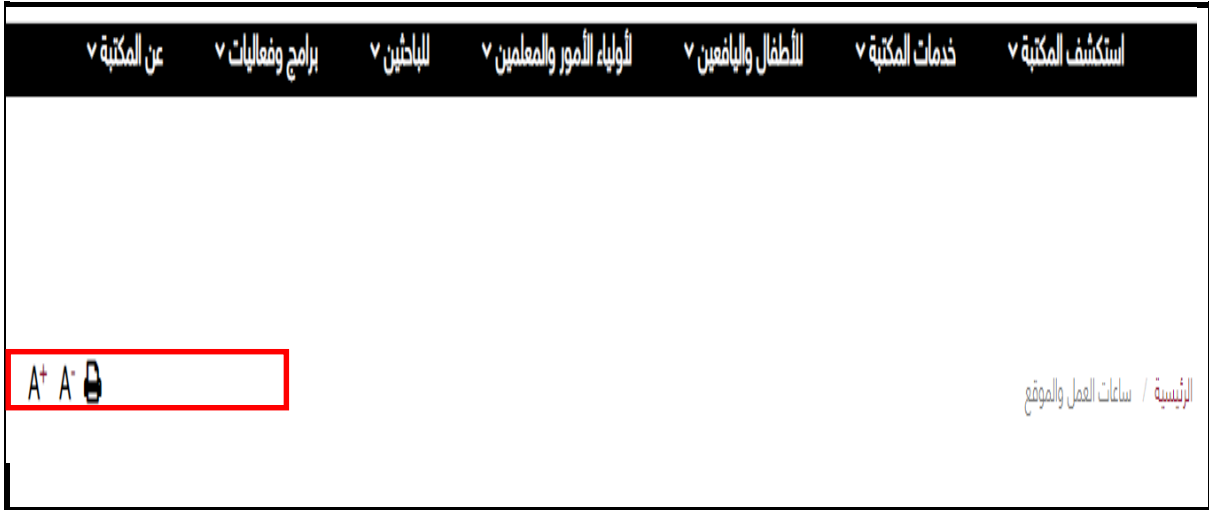 استكشف المكتبة خدمات المكتبة للأطفال واليافعين لأولياء الأمور والمعلمين للباحثين برامج وفعاليات عن المكتبة
الرئيسية / ساعات العمل والموقع
A+ A-